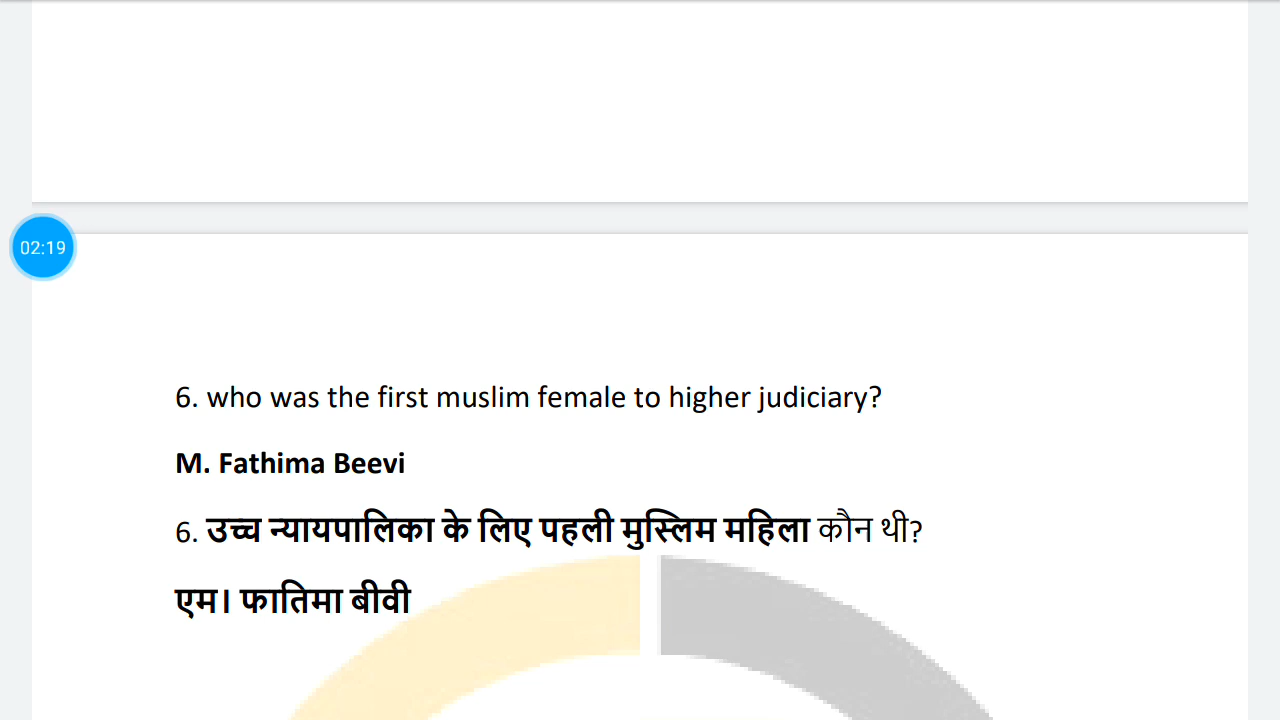 02:19
6. who was the first muslim female to higher judiciary?
M. Fathima Beevi
6. उच्च न्यायपालिका के लिए पहली मुस्लिम महिला कौन थी?
एम। फातिमा बीवी